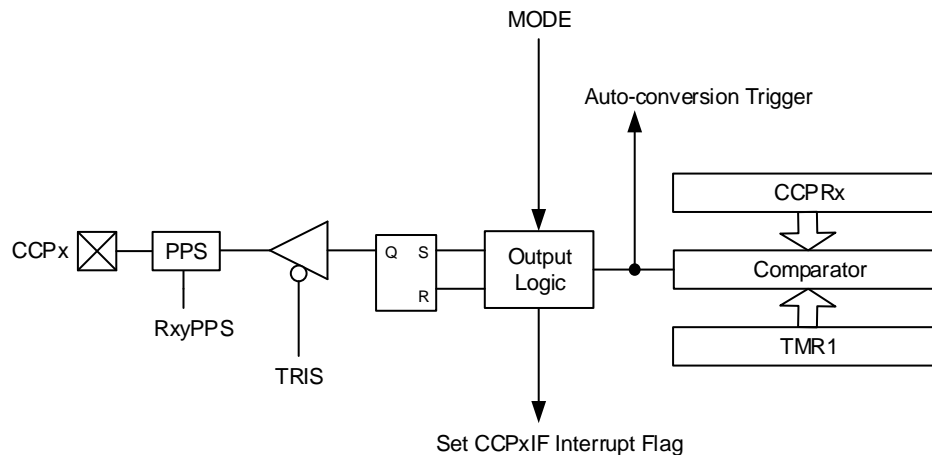 MODE
Auto-conversion Trigger
CCPRx
CCPx
PPS
Q
S
R
Output
Logic
Comparator
RxyPPS
TRIS
TMR1
Set CCPxIF Interrupt Flag